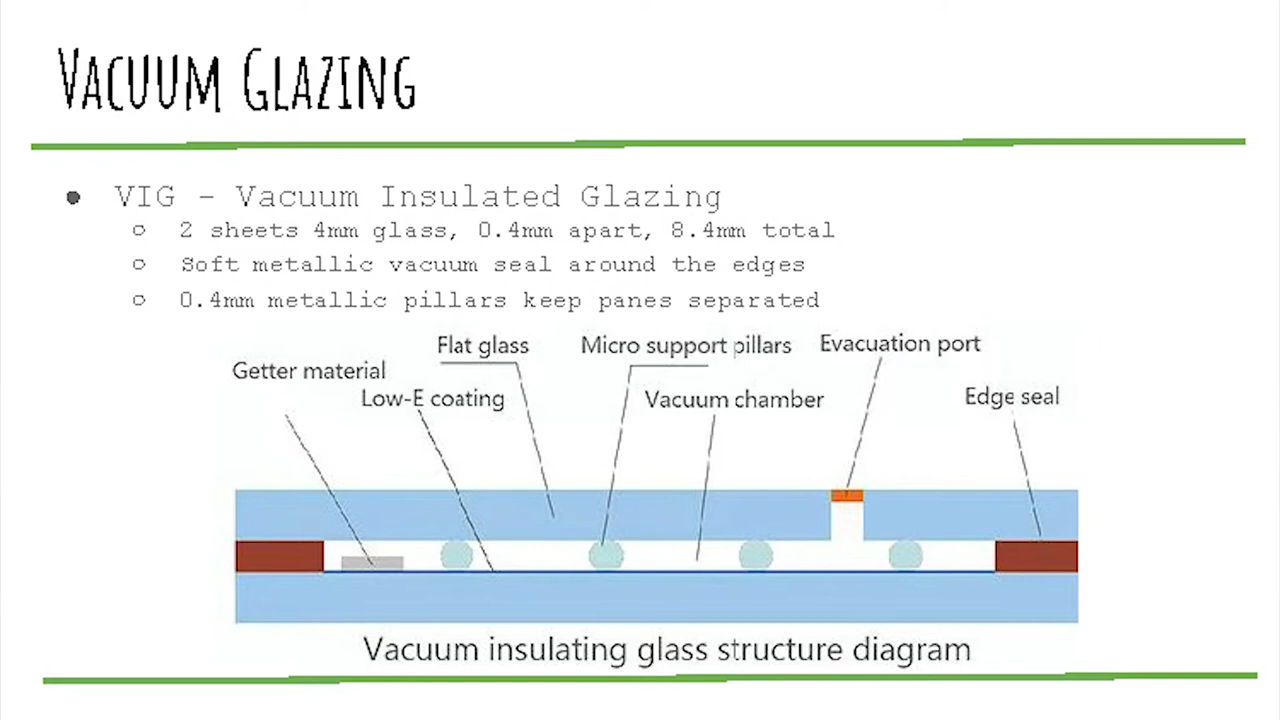 VACUUM GLAZING
● VIG – Vacuum Insulated Glazing
○ 2 sheets 4mm glass, 0.4mm apart, 8.4mm total
○ Soft metallic vacuum seal around the edges
○ 0.4mm metallic pillars keep panes separated
Flat glass
Micro support pillars
Evacuation port
Getter material
Low-E coating
Vacuum chamber
Edge seal
Vacuum insulating glass structure diagram